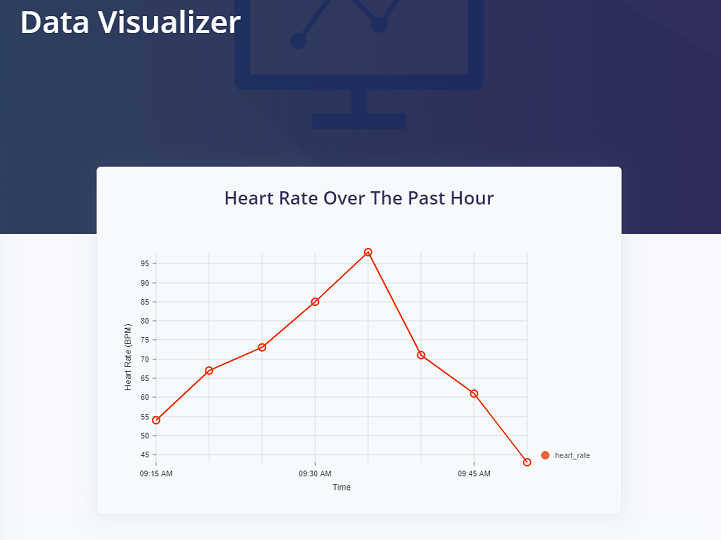 Data Visualizer
Heart Rate Over The Past Hour
95
90
85
80
75
70
65
60
55
50
45
Heart Rate (BPM)
09:15 AM
09:30 AM
09:45 AM
Time
heart_rate